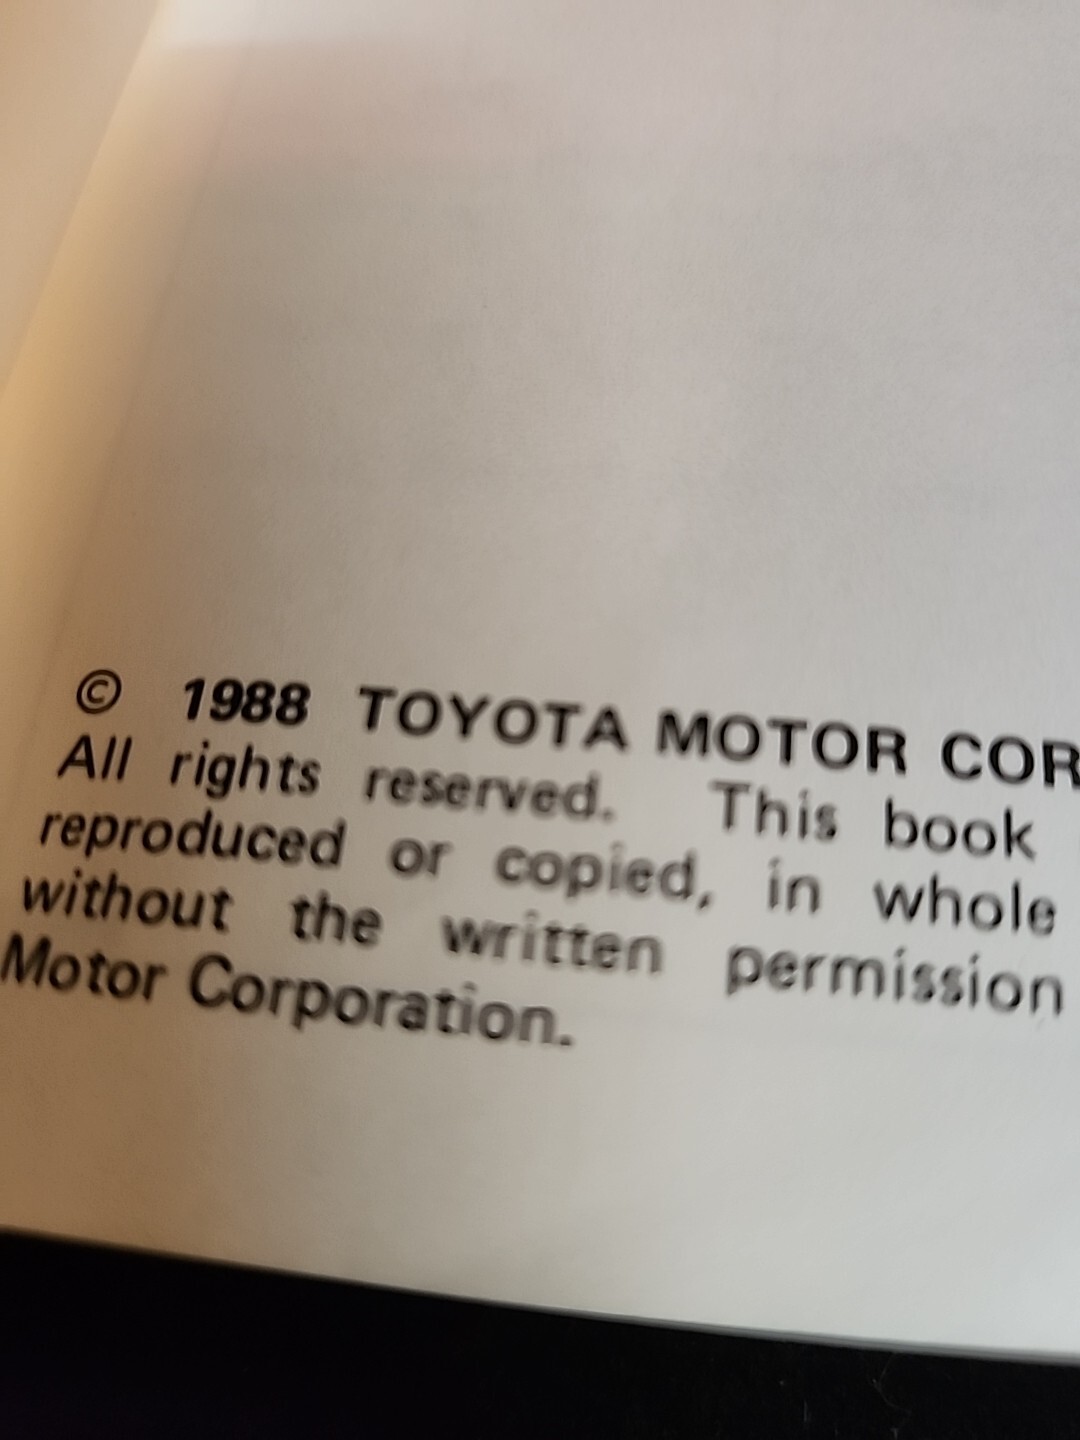 © 1988 TOYOTA MOTOR COR
All rights reserved. This book
reproduced or copied, in whole
without the written permission
Motor Corporation.